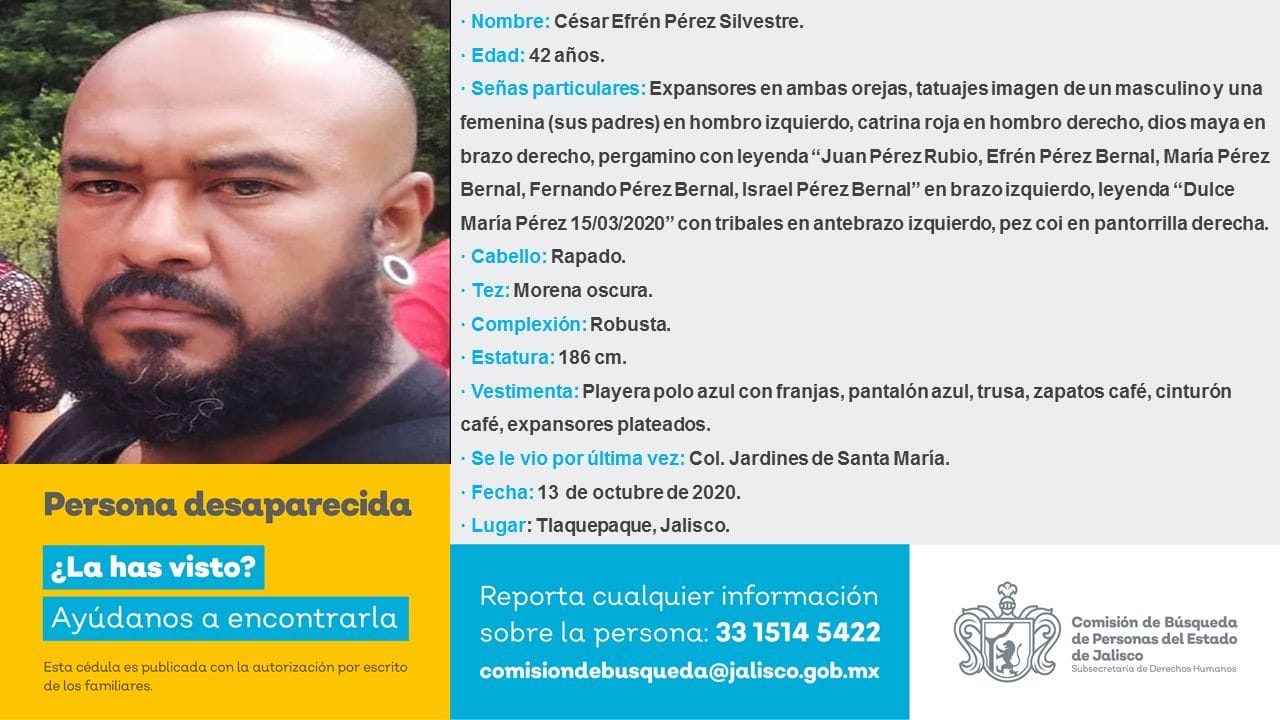 · Nombre: César Efrén Pérez Silvestre.
· Edad: 42 años.
· Señas particulares: Expansores en ambas orejas, tatuajes imagen de un masculino y una
femenina (sus padres) en hombro izquierdo, catrina roja en hombro derecho, dios maya en
brazo derecho, pergamino con leyenda “Juan Pérez Rubio, Efrén Pérez Bernal, María Pérez
Bernal, Fernando Pérez Bernal, Israel Pérez Bernal” en brazo izquierdo, leyenda “Dulce
María Pérez 15/03/2020” con tribales en antebrazo izquierdo, pez coi en pantorrilla derecha.
· Cabello: Rapado.
· Tez: Morena oscura.
· Complexión: Robusta.
· Estatura: 186 cm.
· Vestimenta: Playera polo azul con franjas, pantalón azul, trusa, zapatos café, cinturón
café, expansores plateados.
· Se le vio por última vez: Col. Jardines de Santa María.
· Fecha: 13 de octubre de 2020.
· Lugar: Tlaquepaque, Jalisco.
Persona desaparecida
¿La has visto?
Ayúdanos a encontrarla
Esta cédula es publicada con la autorización por escrito
de los familiares.
Reporta cualquier información
sobre la persona: 33 1514 5422
comisiondebusqueda@jalisco.gob.mx
Comisión de Búsqueda
de Personas del Estado
de Jalisco
Subsecretaría de Derechos Humanos